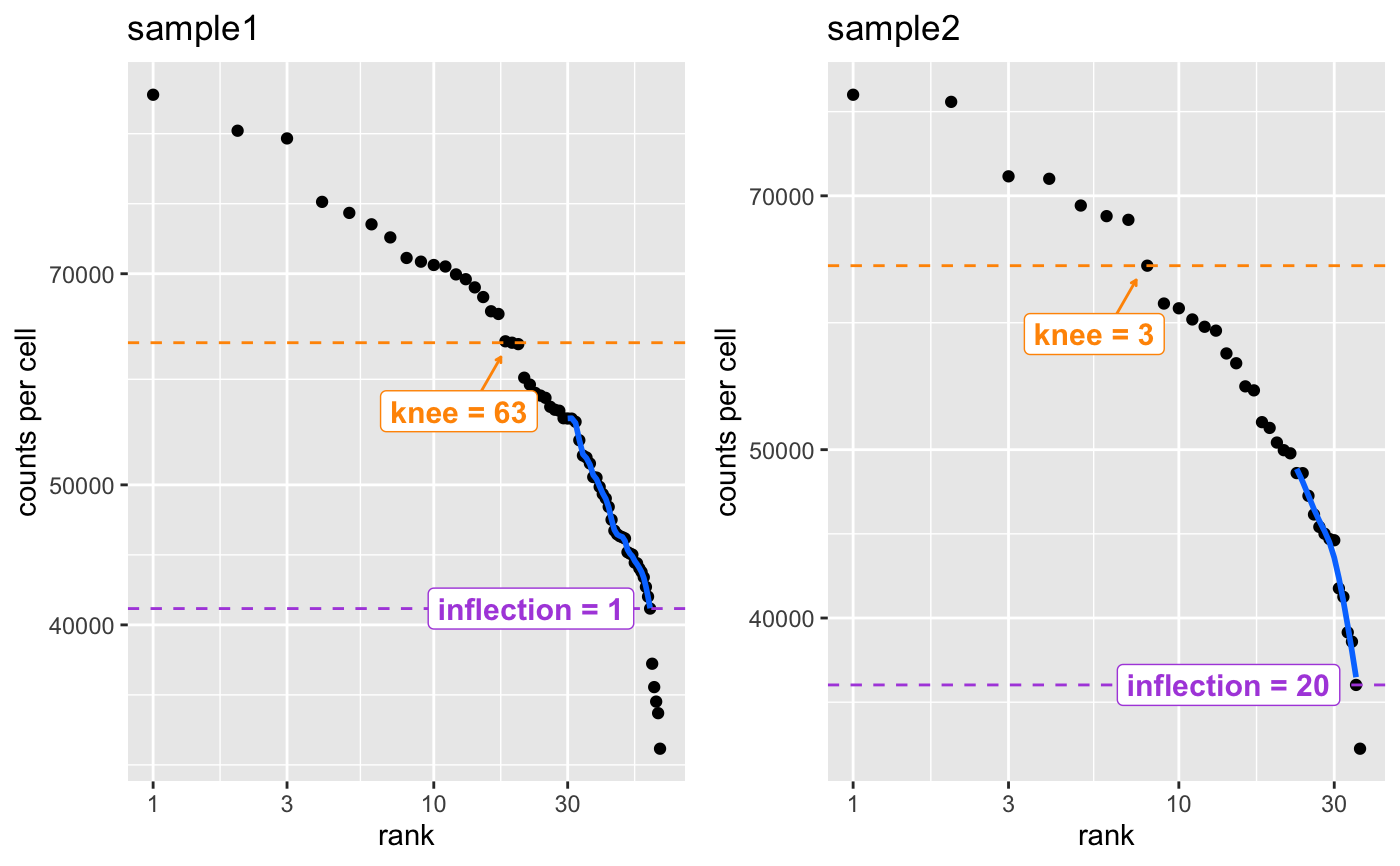 sample1
counts per cell
70000
50000
40000
knee = 63
inflection = 1
1
3
10
30
rank
sample2
counts per cell
70000
50000
40000
knee = 3
inflection = 20
1
3
10
30
rank